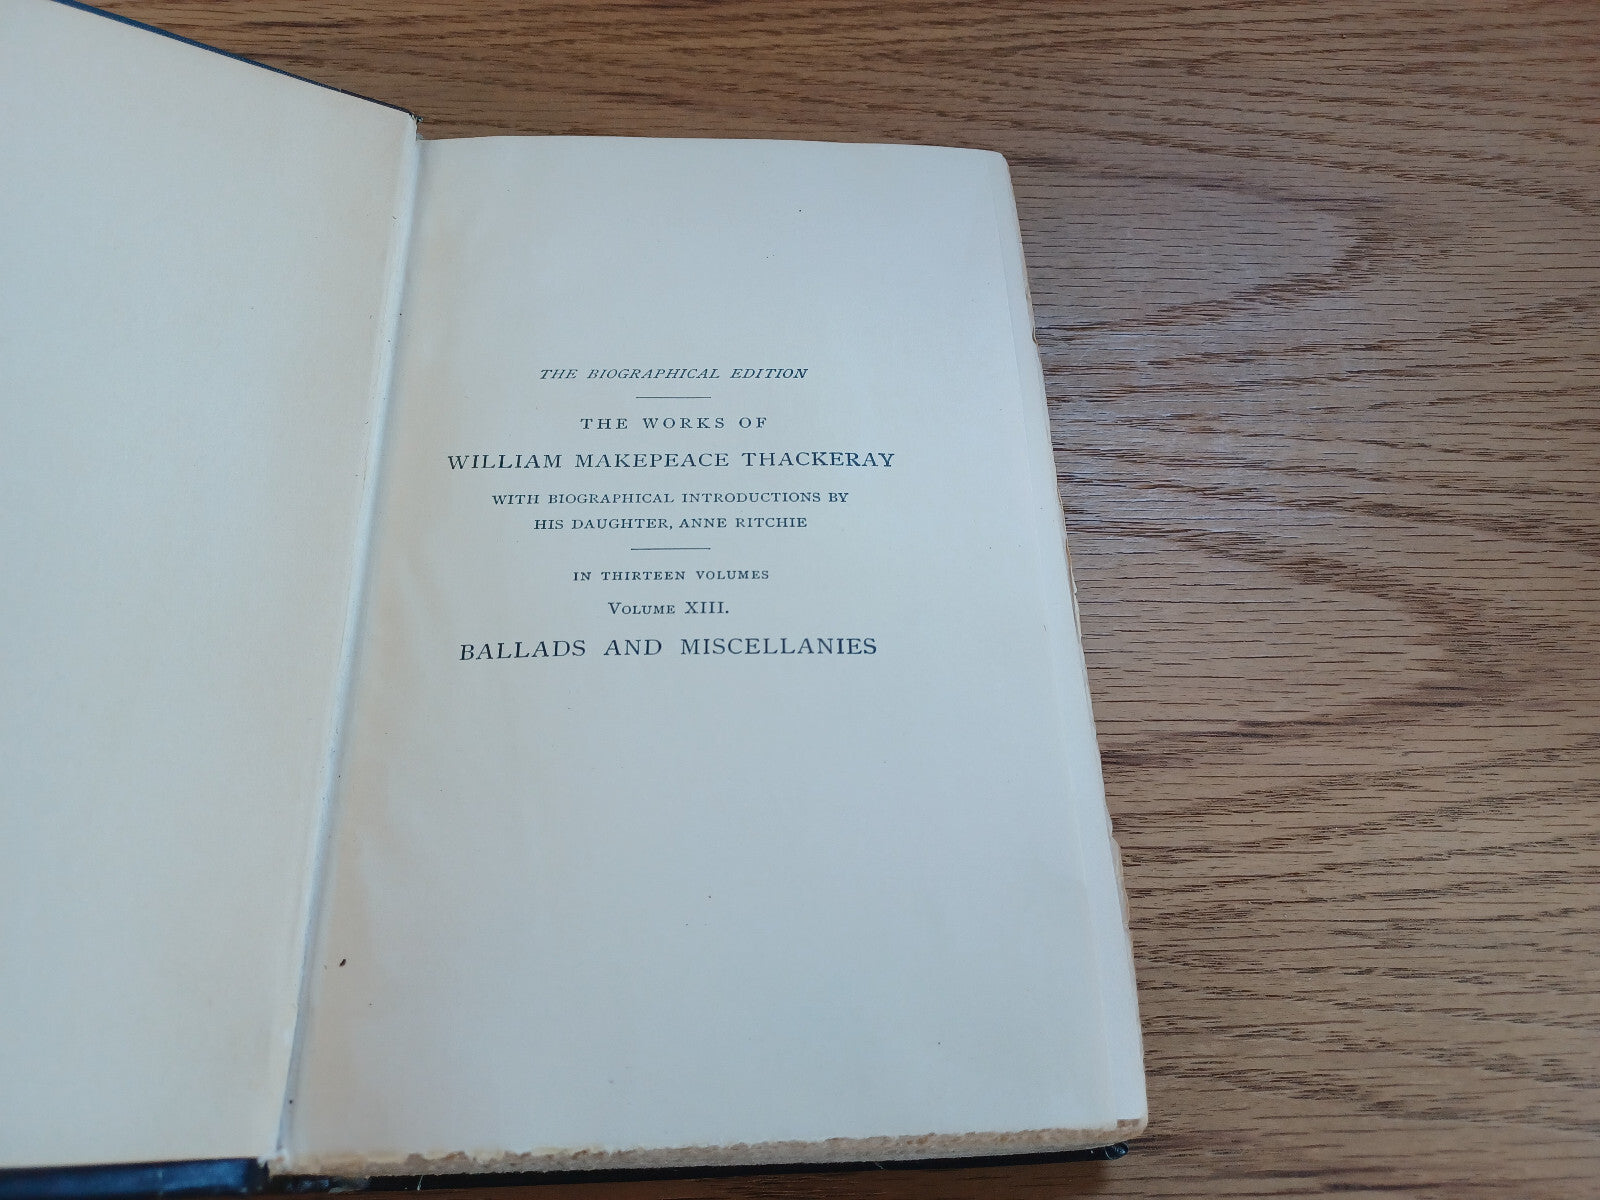 THE BIOGRAPHICAL EDITION
THE WORKS OF
WILLIAM MAKEPEACE THACKERAY
WITH BIOGRAPHICAL INTRODUCTIONS BY
HIS DAUGHTER, ANNE RITCHIE
IN THIRTEEN VOLUMES
VOLUME XIII.
BALLADS AND MISCELLANIES